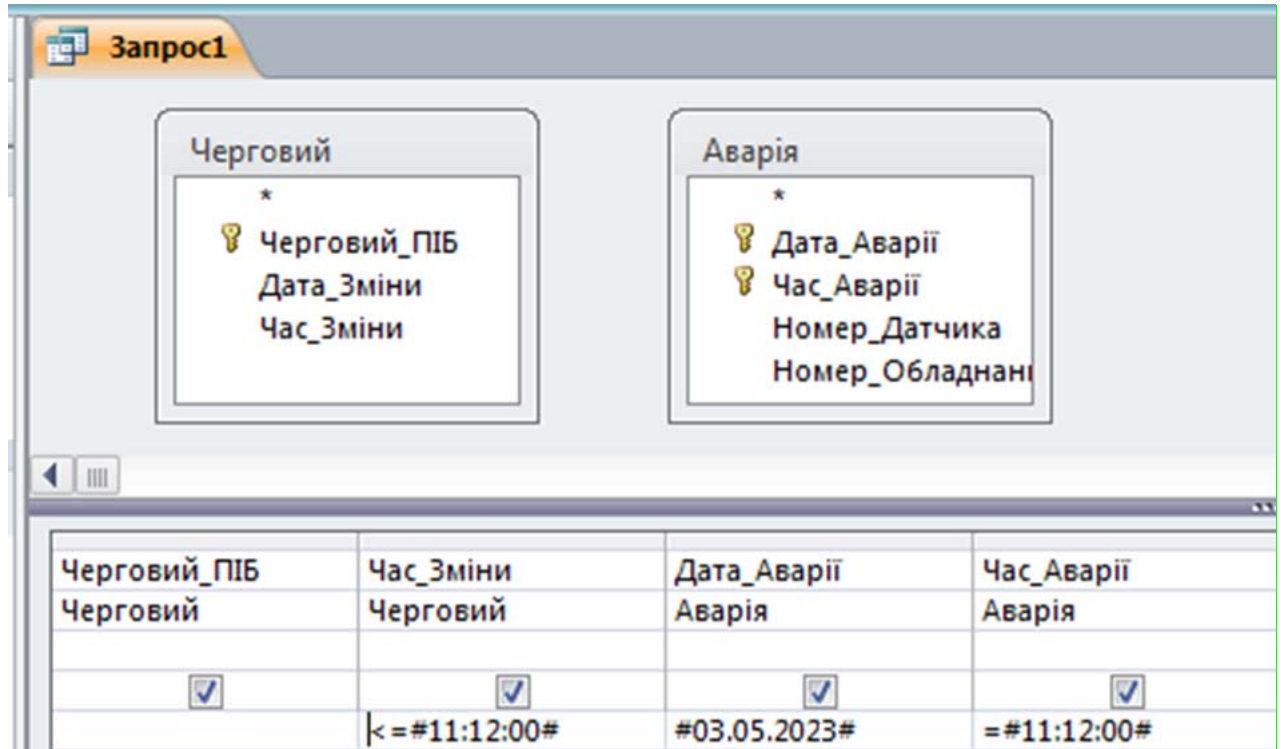 Запрос1
Черговий
*
Черговий_ПІБ
Дата_Зміни
Час_Зміни
Аварія
*
Дата_Аварії
Час_Аварії
Номер_Датчика
Номер_Обладнанн
Черговий_ПІБ Час_Зміни Дата_Аварії Час_Аварії
Черговий Черговий Аварія Аварія
<=#11:12:00# #03.05.2023# =#11:12:00#